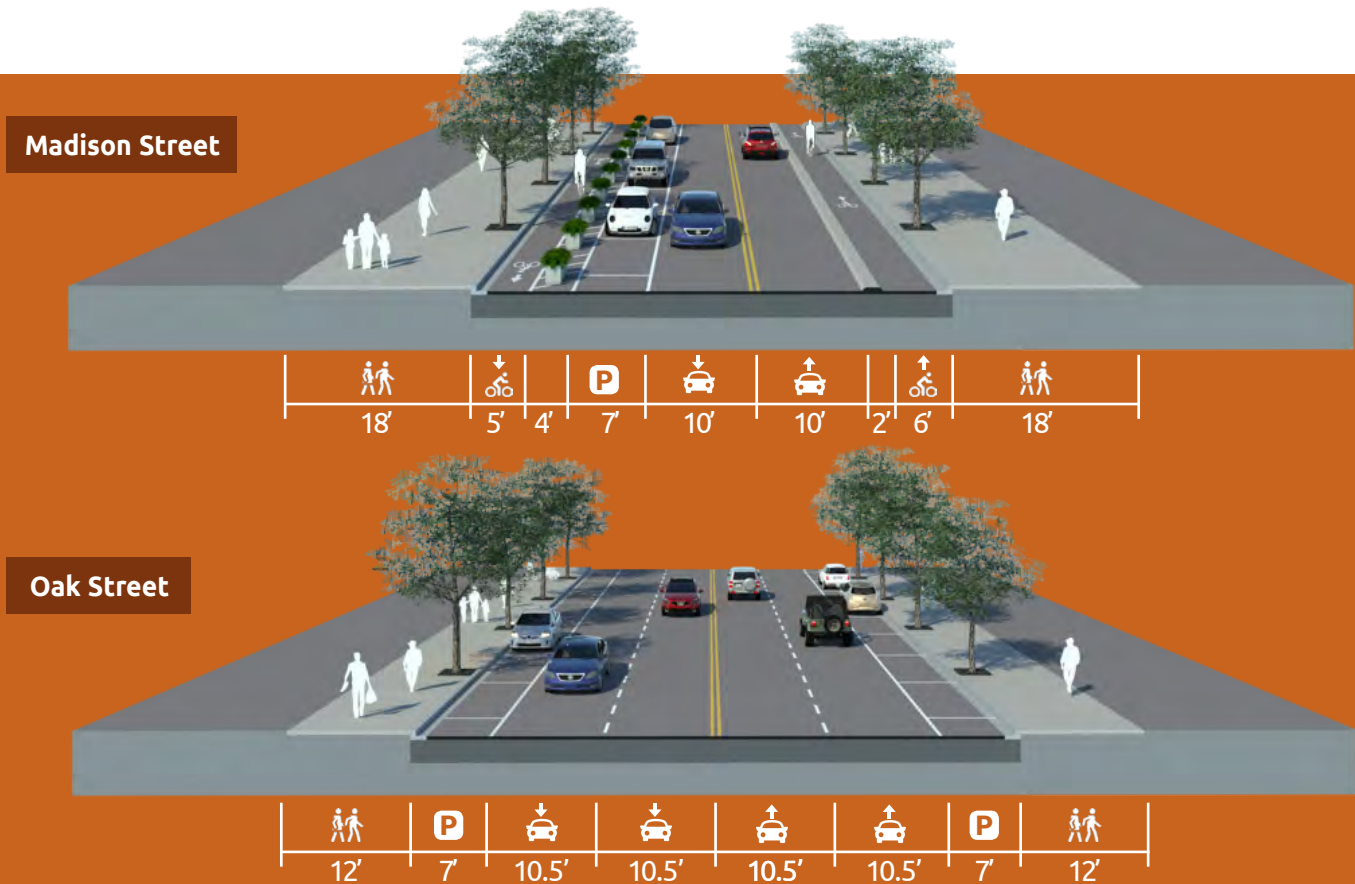 Madison Street
P
18′ 5′ 4′ 7′ 10′ 10′ 2′ 6′ 18′
Oak Street
P P
12′ 7′ 10.5′ 10.5′ 10.5′ 10.5′ 7′ 12′